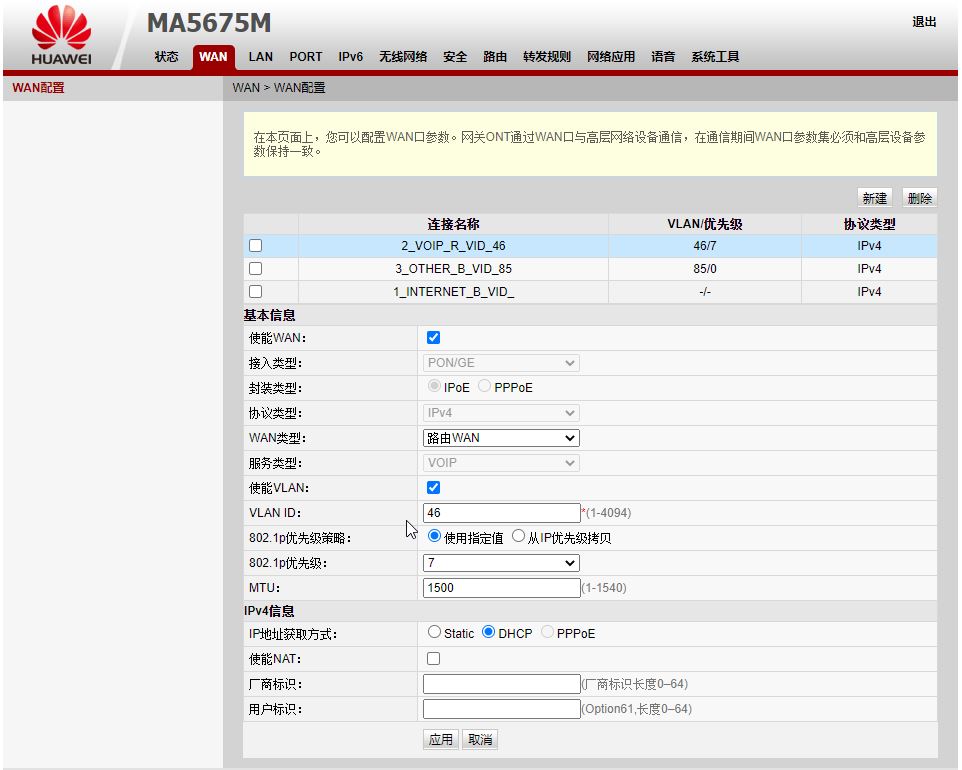 MA5675M
退出
HUAWEI
状态 WAN LAN PORT IPv6 无线网络 安全 路由 转发规则 网络应用 语音 系统工具
WAN配置
WAN > WAN配置
在本页面上，您可以配置WAN口参数。网关ONT通过WAN口与高层网络设备通信，在通信期间WAN口参数集必须和高层设备参
数保持一致。
新建 删除
连接名称 VLAN/优先级 协议类型
2_VOIP_R_VID_46 46/7 IPv4
3_OTHER_B_VID_85 85/0 IPv4
1_INTERNET_B_VID_ -/- IPv4
基本信息
使能WAN：
接入类型： PON/GE
封装类型： IPoE PPPoE
协议类型： IPv4
WAN类型： 路由WAN
服务类型： VOIP
使能VLAN：
VLAN ID： 46 *(1-4094)
802.1p优先级策略： 使用指定值 从IP优先级拷贝
802.1p优先级： 7
MTU： 1500 (1-1540)
IPv4信息
IP地址获取方式： Static DHCP PPPoE
使能NAT：
厂商标识： (厂商标识长度0–64)
用户标识： (Option61,长度0–64)
应用 取消